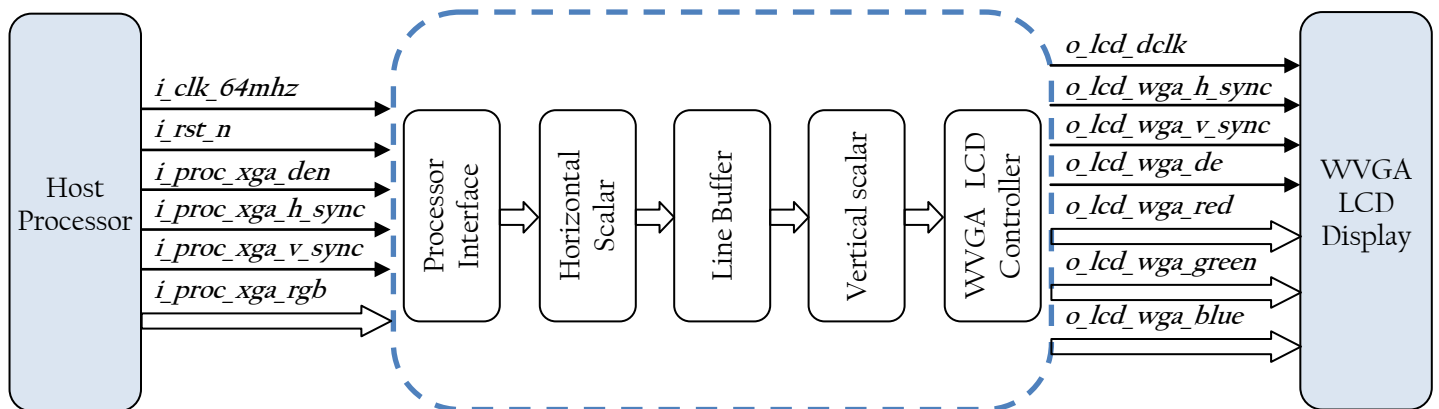 Host
Processor
i_clk_64mhz
i_rst_n
i_proc_xga_den
i_proc_xga_h_sync
i_proc_xga_v_sync
i_proc_xga_rgb
Processor
Interface
Horizontal
Scalar
Line Buffer
Vertical scalar
WVGA LCD
Controller
o_lcd_dclk
o_lcd_wga_h_sync
o_lcd_wga_v_sync
o_lcd_wga_de
o_lcd_wga_red
o_lcd_wga_green
o_lcd_wga_blue
WVGA
LCD
Display